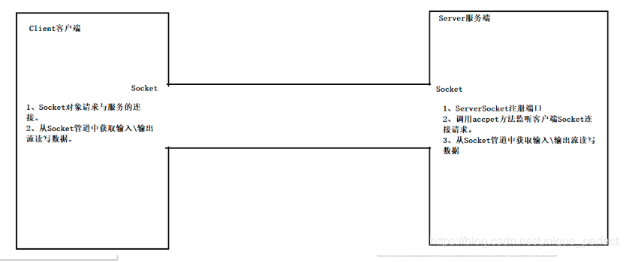 Client客户端
Socket
1、Socket对象请求与服务的连
接。
2、从Socket管道中获取输入\输出
流读写数据。
Server服务端
Socket
1、ServerSocket注册端口
2、调用accpet方法监听客户端Socket连
接请求。
3、从Socket管道中获取输入\输出流读写
数据
https://blog.csdn.net/unique_perfect